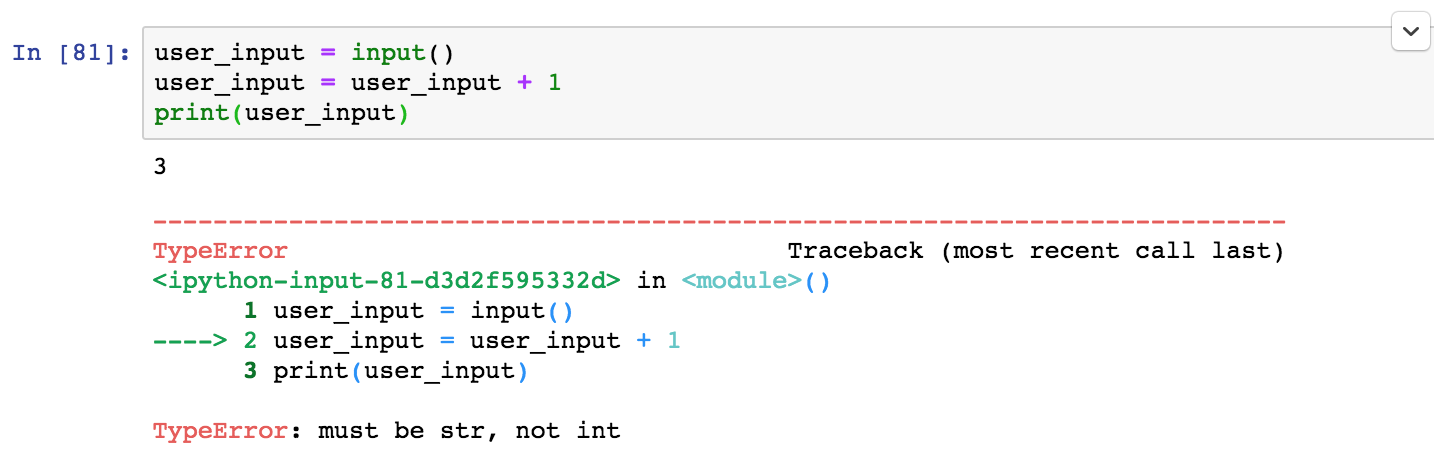 In [81]: user_input = input()
user_input = user_input + 1
print(user_input)
3
---------------------------------------------------------------------------
TypeError                                 Traceback (most recent call last)
<ipython-input-81-d3d2f595332d> in <module>()
      1 user_input = input()
----> 2 user_input = user_input + 1
      3 print(user_input)
TypeError: must be str, not int